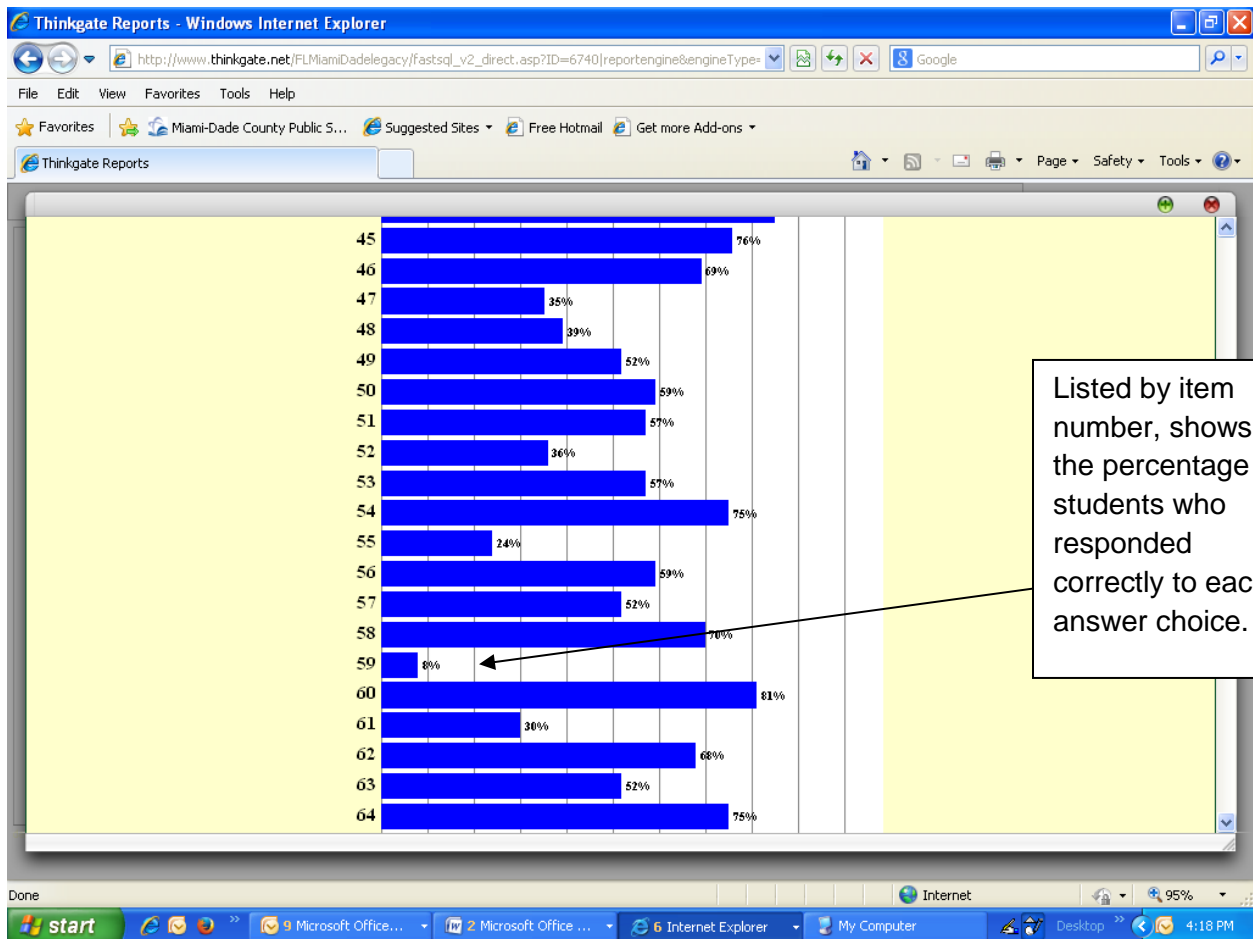 Thinkgate Reports - Windows Internet Explorer
http://www.thinkgate.net/FLMiamiDadelegacy/fastsql_v2_direct.asp?ID=6740|reportengine&engineType=
Google
File Edit View Favorites Tools Help
Favorites Miami-Dade County Public S... Suggested Sites Free Hotmail Get more Add-ons
Thinkgate Reports Page Safety Tools
45 76%
46 69%
47 35%
48 39%
49 52%
50 59%
51 57%
52 36%
53 57%
54 75%
55 24%
56 59%
57 52%
58 70%
59 8%
60 81%
61 30%
62 68%
63 52%
64 75%
Listed by item
number, shows
the percentage
students who
responded
correctly to eac
answer choice.
Done Internet 95%
start 9 Microsoft Office... 2 Microsoft Office ... 6 Internet Explorer My Computer Desktop 4:18 PM